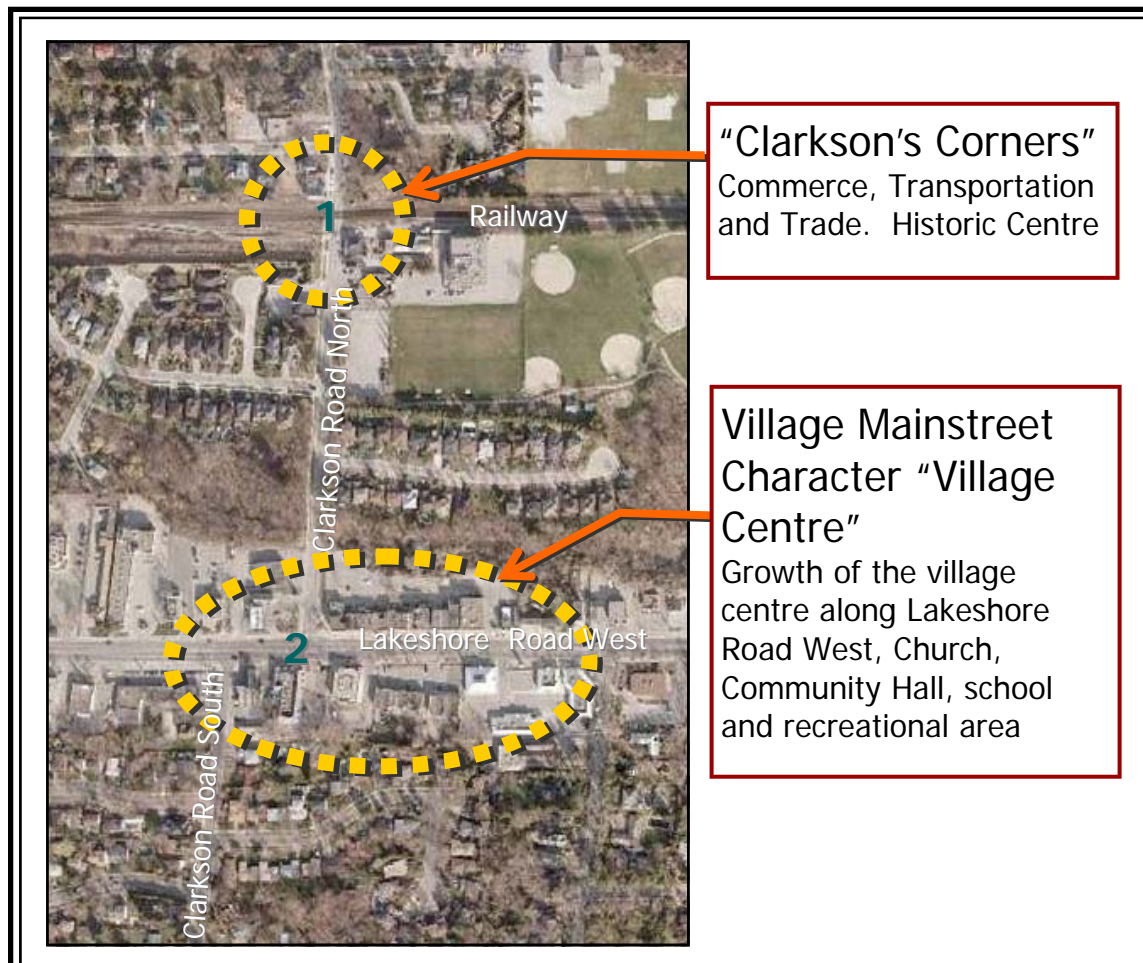 "Clarkson's Corners"
Commerce, Transportation
and Trade. Historic Centre
1
Railway
Clarkson Road North
Village Mainstreet
Character "Village
Centre"
Growth of the village
centre along Lakeshore
Road West, Church,
Community Hall, school
and recreational area
2
Lakeshore Road West
Clarkson Road South